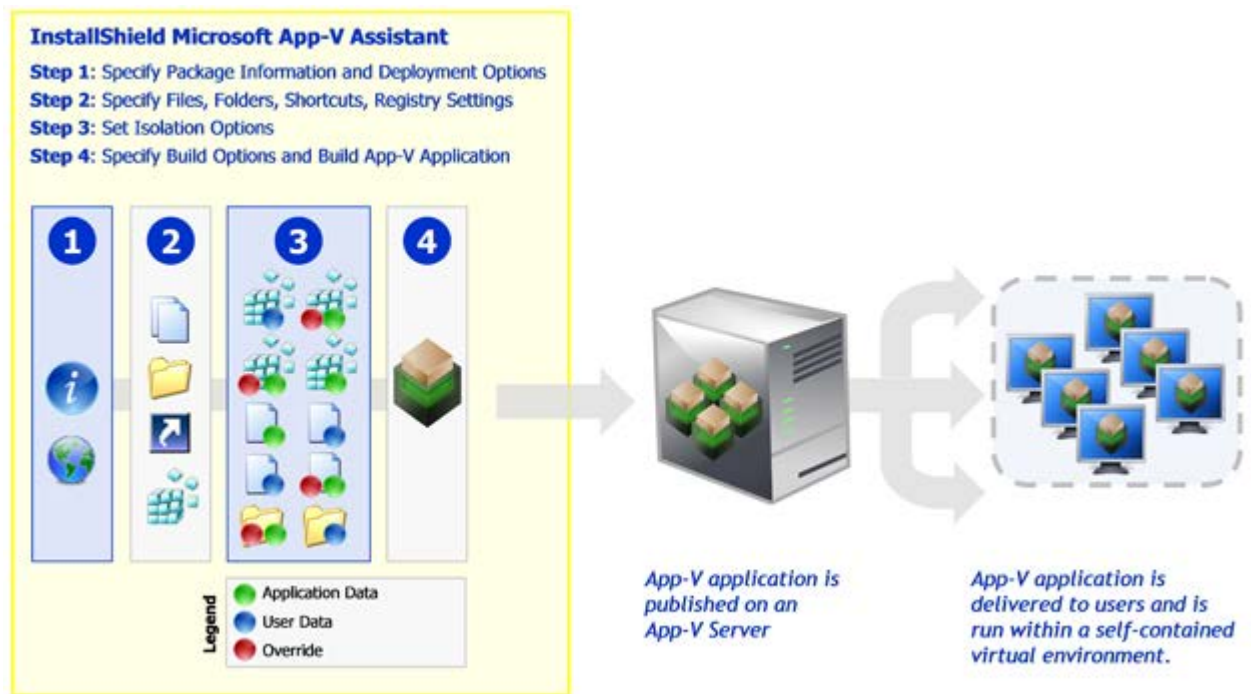 InstallShield Microsoft App-V Assistant
Step 1: Specify Package Information and Deployment Options
Step 2: Specify Files, Folders, Shortcuts, Registry Settings
Step 3: Set Isolation Options
Step 4: Specify Build Options and Build App-V Application
1
2
3
4
i
Legend
Application Data
User Data
Override
App-V application is
published on an
App-V Server
App-V application is
delivered to users and is
run within a self-contained
virtual environment.